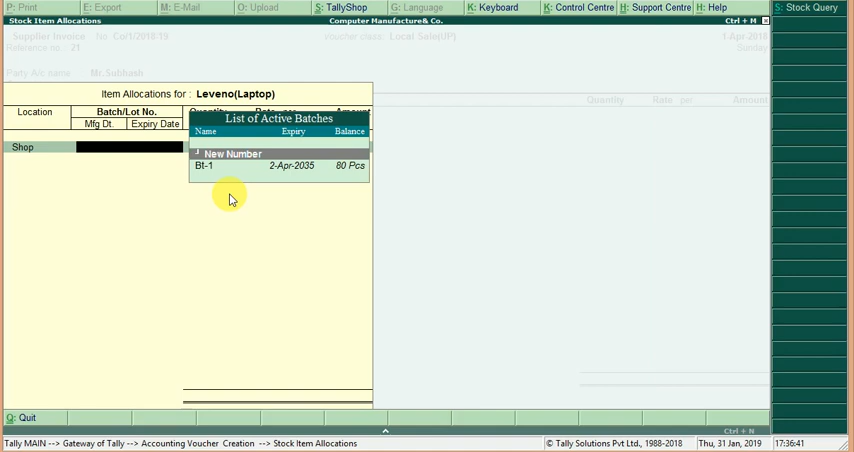 P: Print E: Export M: E-Mail O: Upload S: TallyShop G: Language K: Keyboard K: Control Centre H: Support Centre H: Help S: Stock Query
Stock Item Allocations Computer Manufacture& Co. Ctrl + M
Supplier Invoice No Co/1/2018-19 Voucher class: Local Sale(UP) 1-Apr-2018
Reference no.: 21 Sunday
Party A/c name Mr.Subhash
Item Allocations for : Leveno(Laptop)
Quantity Rate per Amount
Location Batch/Lot No. Quantity Rate per Amount
Mfg Dt. Expiry Date
List of Active Batches
Name Expiry Balance
Shop
┘ New Number
Bt-1 2-Apr-2035 80 Pcs
Q: Quit
Ctrl + N
Tally MAIN --> Gateway of Tally --> Accounting Voucher Creation --> Stock Item Allocations © Tally Solutions Pvt Ltd., 1988-2018 Thu, 31 Jan, 2019 17:36:41